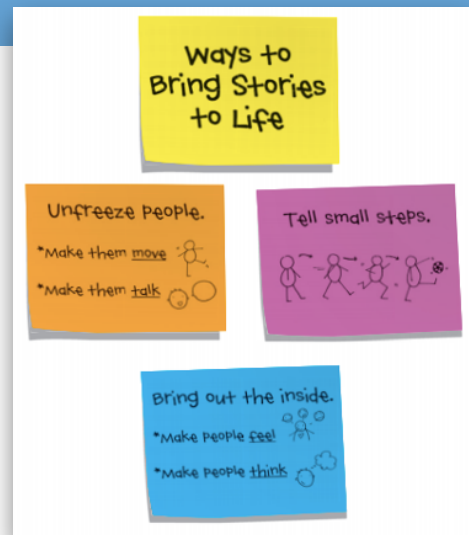 Ways to
Bring Stories
to Life
Unfreeze people.
*Make them move
*Make them talk
Tell small steps.
Bring out the inside.
*Make people feel
*Make people think